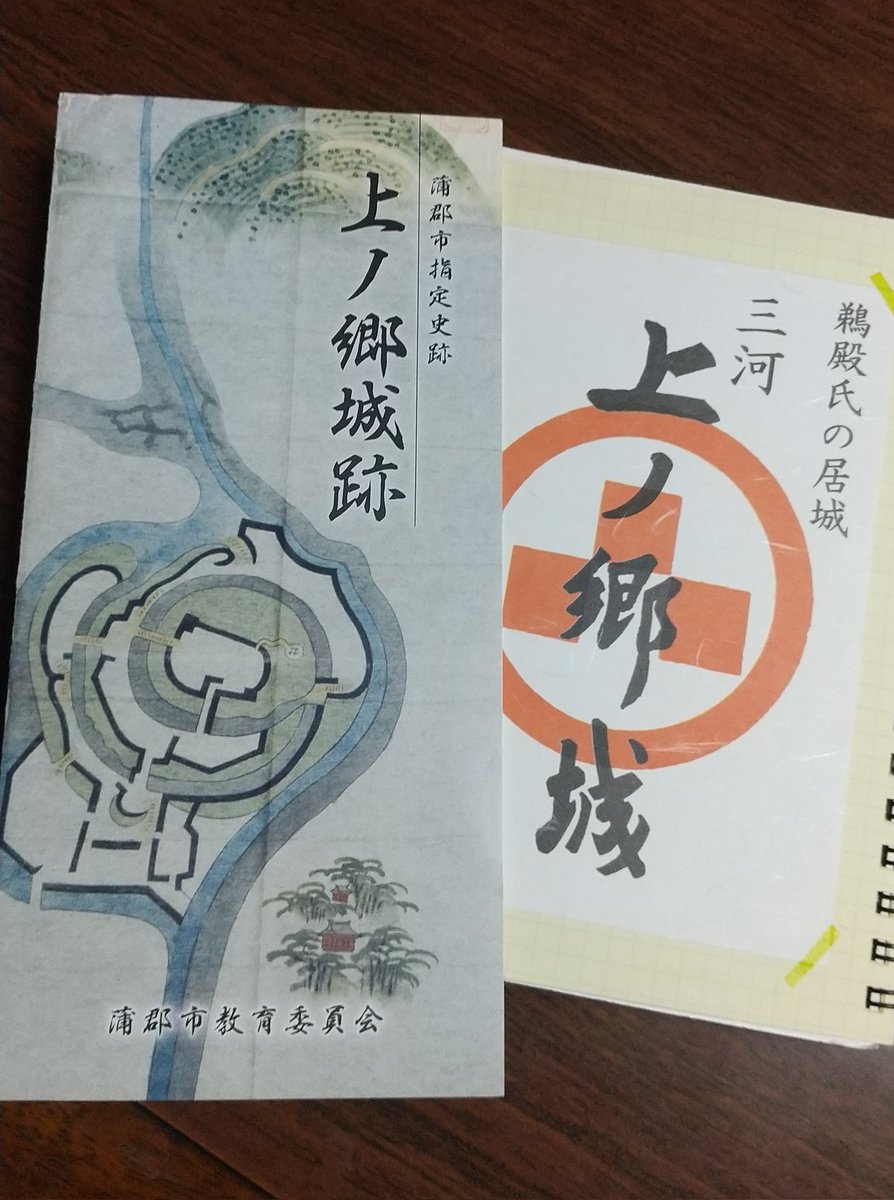 蒲郡市指定史跡
上ノ郷城跡
井
蒲郡市教育委員会
鵜殿氏の居城
三河
上ノ郷城